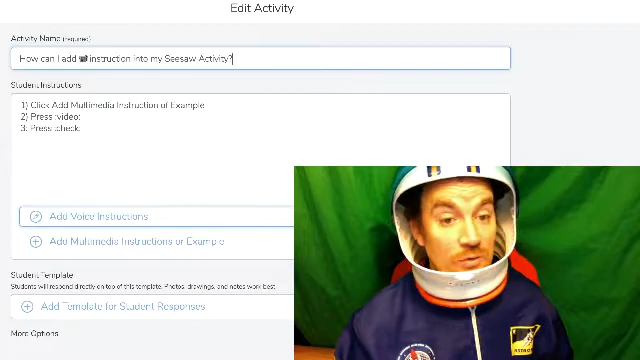 Edit Activity
Activity Name (required)
How can I add 📹 instruction into my Seesaw Activity?
Student Instructions
1) Click Add Multimedia Instruction of Example
2) Press :video:
3: Press :check:
Add Voice Instructions
Add Multimedia Instructions or Example
Student Template
Students will respond directly on top of this template. Photos, drawings, and notes work best
Add Template for Student Responses
More Options